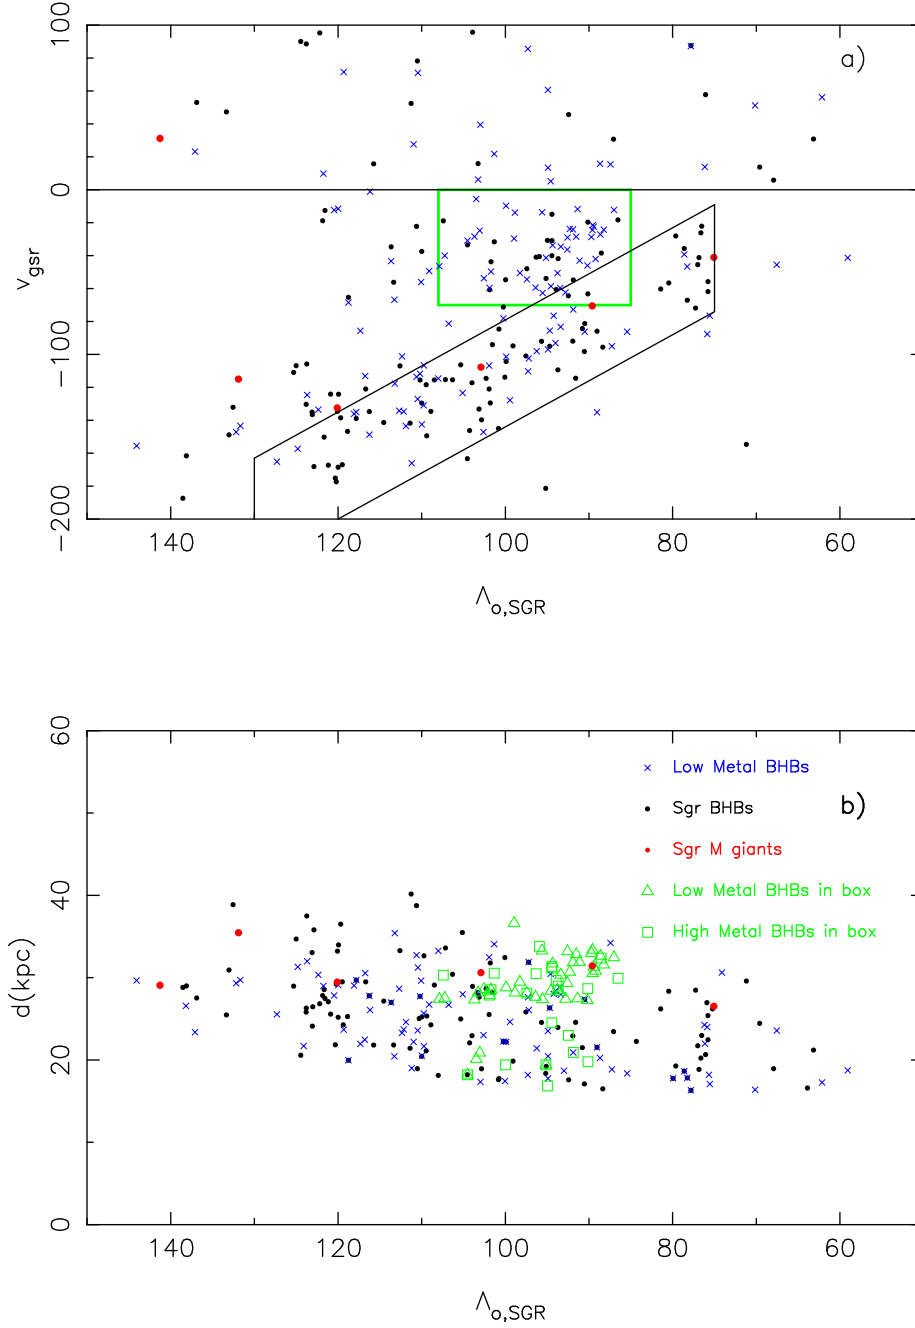 100
0
−100
−200
v_gsr
a)
140
120
100
80
60
Λ_o,SGR
60
40
20
0
d(kpc)
Low Metal BHBs
Sgr BHBs
b)
Sgr M giants
Low Metal BHBs in box
High Metal BHBs in box
140
120
100
80
60
Λ_o,SGR